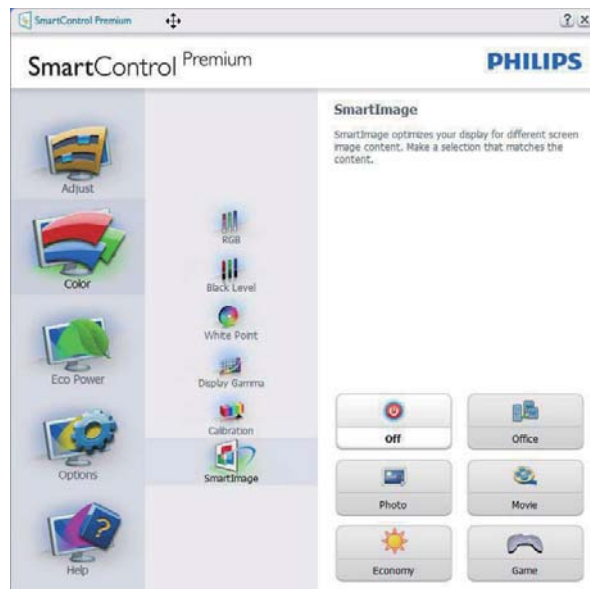 SmartControl Premium
? ×
SmartControl Premium
PHILIPS
Adjust
Color
Eco Power
Options
Help
RGB
Black Level
White Point
Display Gamma
Calibration
SmartImage
SmartImage
SmartImage optimizes your display for different screen
image content. Make a selection that matches the
content.
Off
Office
Photo
Movie
Economy
Game